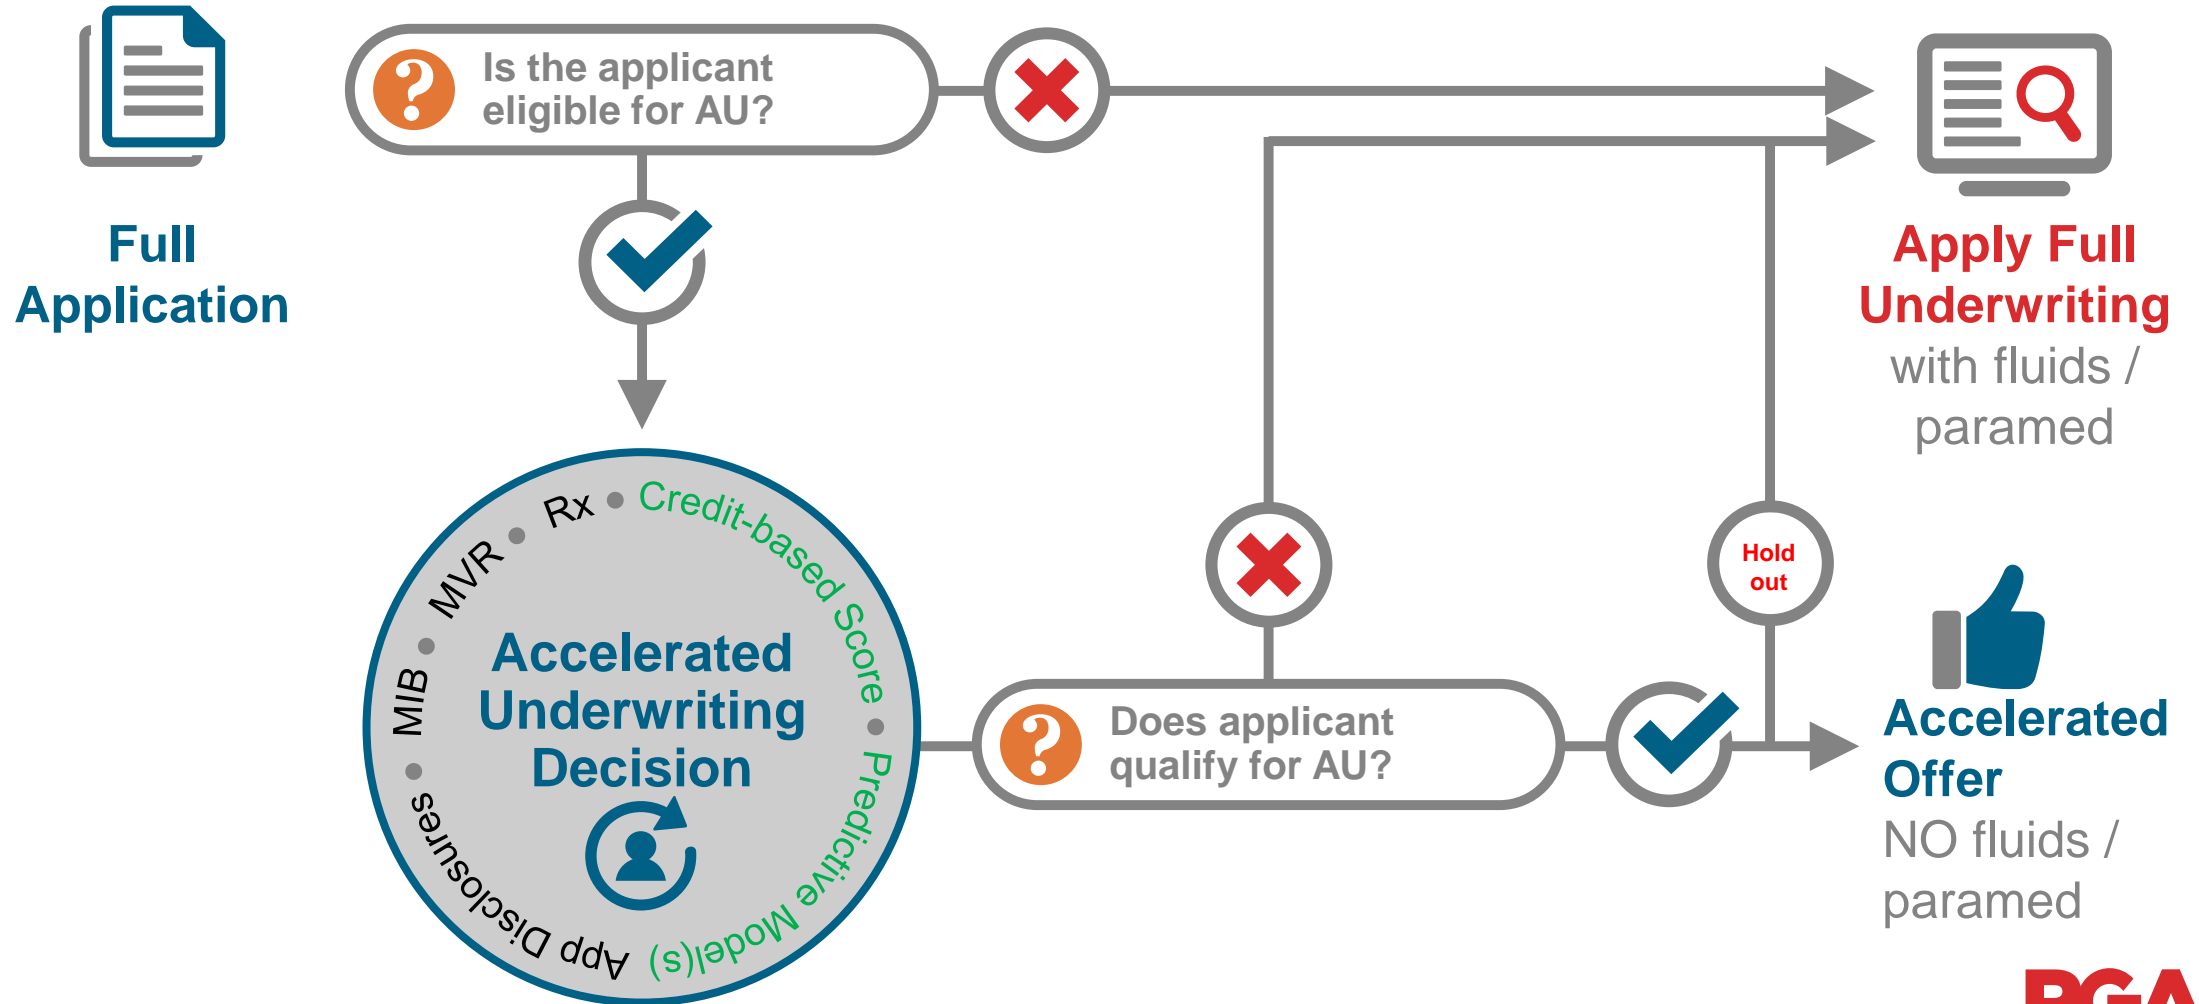 Full
Application
Is the applicant
eligible for AU?
Apply Full
Underwriting
with fluids /
paramed
App Disclosures • MIB • MVR • Rx • Credit-based Score • Predictive Model(s)
Accelerated
Underwriting
Decision
Does applicant
qualify for AU?
Hold
out
Accelerated
Offer
NO fluids /
paramed
RGA